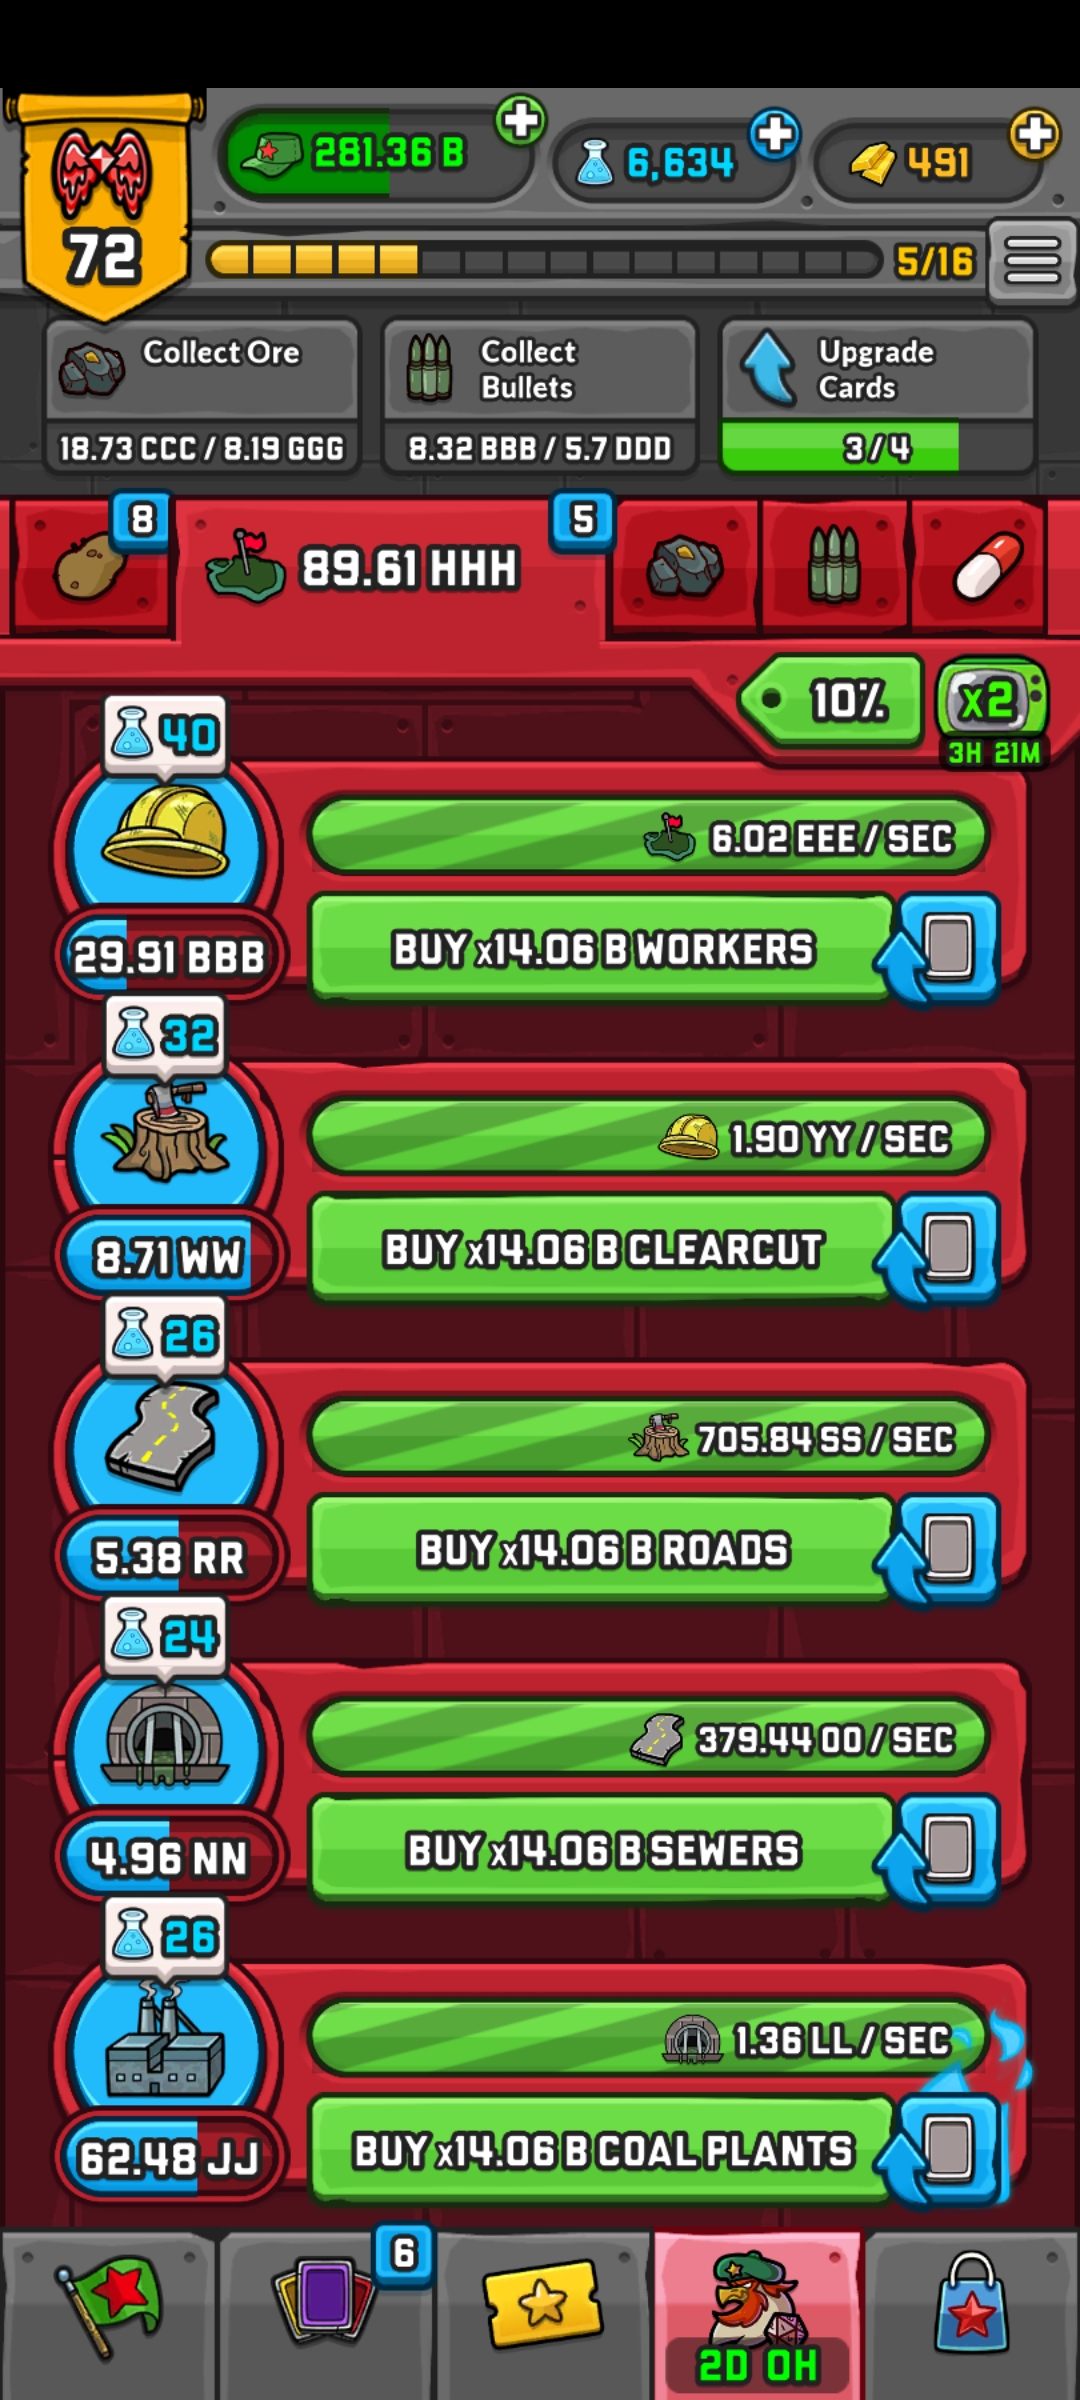 281.36 B
6,634
491
72
5/16
Collect Ore
18.73 CCC / 8.19 GGG
Collect
Bullets
8.32 BBB / 5.7 DDD
Upgrade
Cards
3/4
8
89.61 HHH
5
10%
x2
3H 21M
40
6.02 EEE / SEC
29.91 BBB
BUY x14.06 B WORKERS
32
1.90 YY / SEC
8.71 WW
BUY x14.06 B CLEARCUT
26
705.84 SS / SEC
5.38 RR
BUY x14.06 B ROADS
24
379.44 OO / SEC
4.96 NN
BUY x14.06 B SEWERS
26
1.36 LL / SEC
62.48 JJ
BUY x14.06 B COAL PLANTS
6
2D 0H